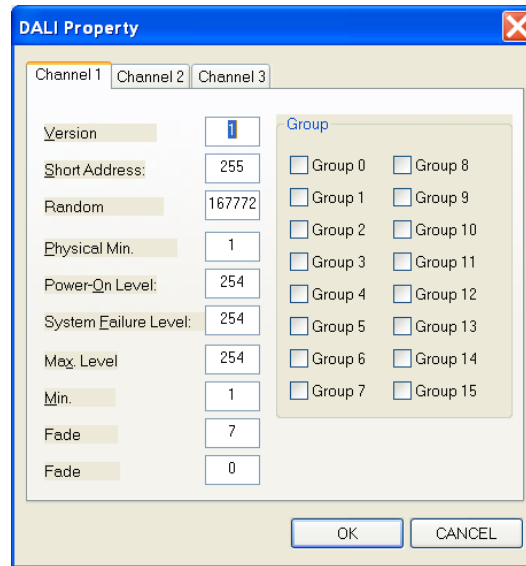 DALI Property
Channel 1 Channel 2 Channel 3
Version 1
Short Address: 255
Random 167772
Physical Min. 1
Power-On Level: 254
System Failure Level: 254
Max. Level 254
Min. 1
Fade 7
Fade 0
Group
Group 0 Group 8
Group 1 Group 9
Group 2 Group 10
Group 3 Group 11
Group 4 Group 12
Group 5 Group 13
Group 6 Group 14
Group 7 Group 15
OK CANCEL